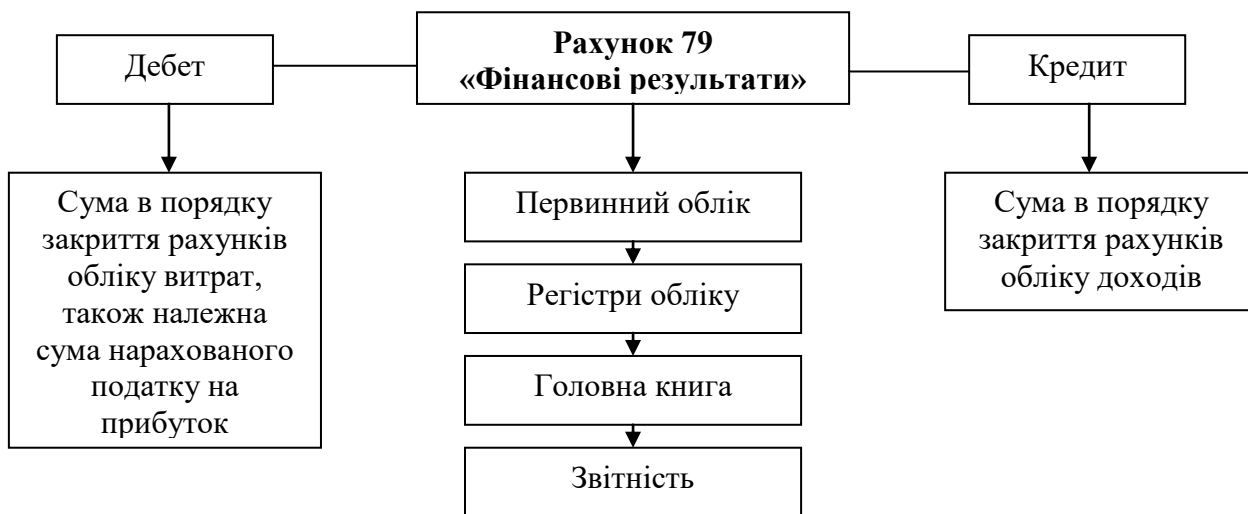 Рахунок 79
«Фінансові результати»
Дебет
Кредит
Сума в порядку
закриття рахунків
обліку витрат,
також належна
сума нарахованого
податку на
прибуток
Первинний облік
Регістри обліку
Головна книга
Звітність
Сума в порядку
закриття рахунків
обліку доходів